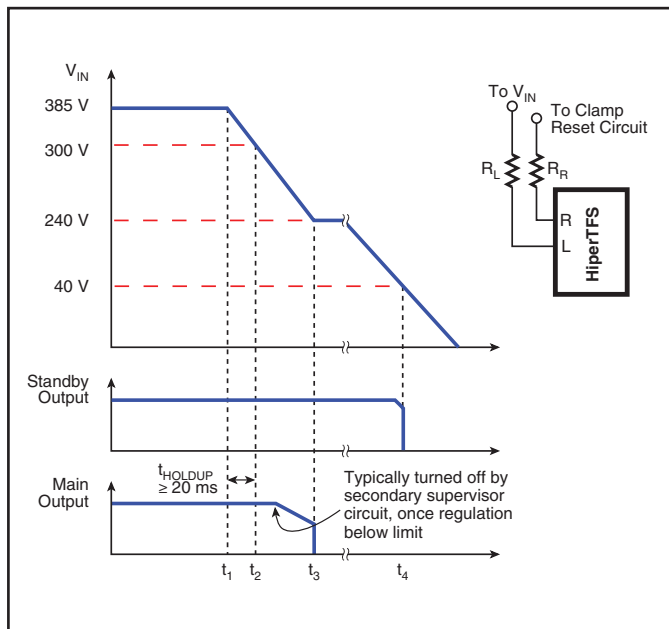 V_IN
385 V
300 V
240 V
40 V
To V_IN
To Clamp
Reset Circuit
R_L
R_R
R
L
HiperTFS
Standby
Output
Main
Output
t_HOLDUP
≥ 20 ms
Typically turned off by
secondary supervisor
circuit, once regulation
below limit
t_1
t_2
t_3
t_4